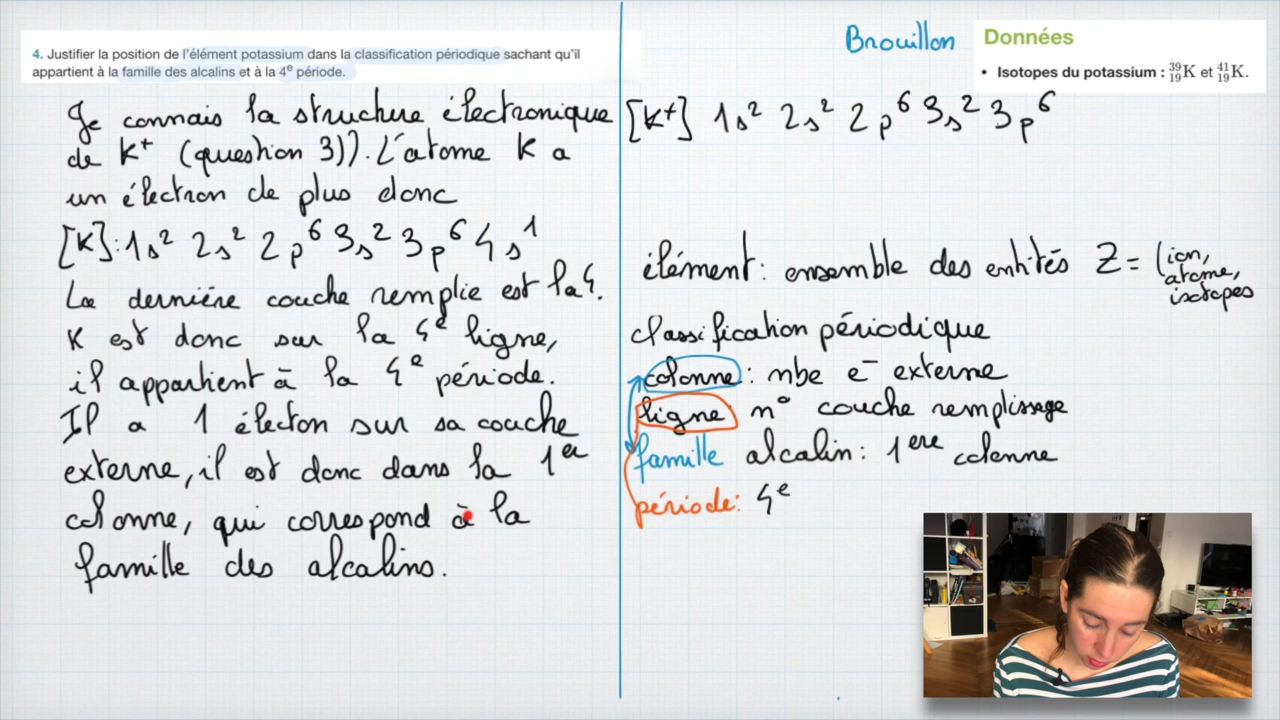 4. Justifier la position de l'élément potassium dans la classification périodique sachant qu'il
appartient à la famille des alcalins et à la 4e période.
Je connais la structure électronique
de K+ (question 3)). L'atome K a
un électron de plus donc
[K]: 1s² 2s² 2p⁶ 3s² 3p⁶ 4s¹
La dernière couche remplie est la 4.
K est donc sur la 4e ligne,
il appartient à la 4e période.
Il a 1 électon sur sa couche
externe, il est donc dans la 1er
colonne, qui correspond à la
famille des alcalins.
Brouillon
Données
• Isotopes du potassium : ³⁹₁₉K et ⁴¹₁₉K.
[K+] 1s² 2s² 2p⁶ 3s² 3p⁶
élément: ensemble des entités Z = (ion,
atome,
isotopes
classification périodique
colonne: nbe e⁻ externe
ligne: n° couche remplissage
famille alcalin: 1ere colonne
période: 4e